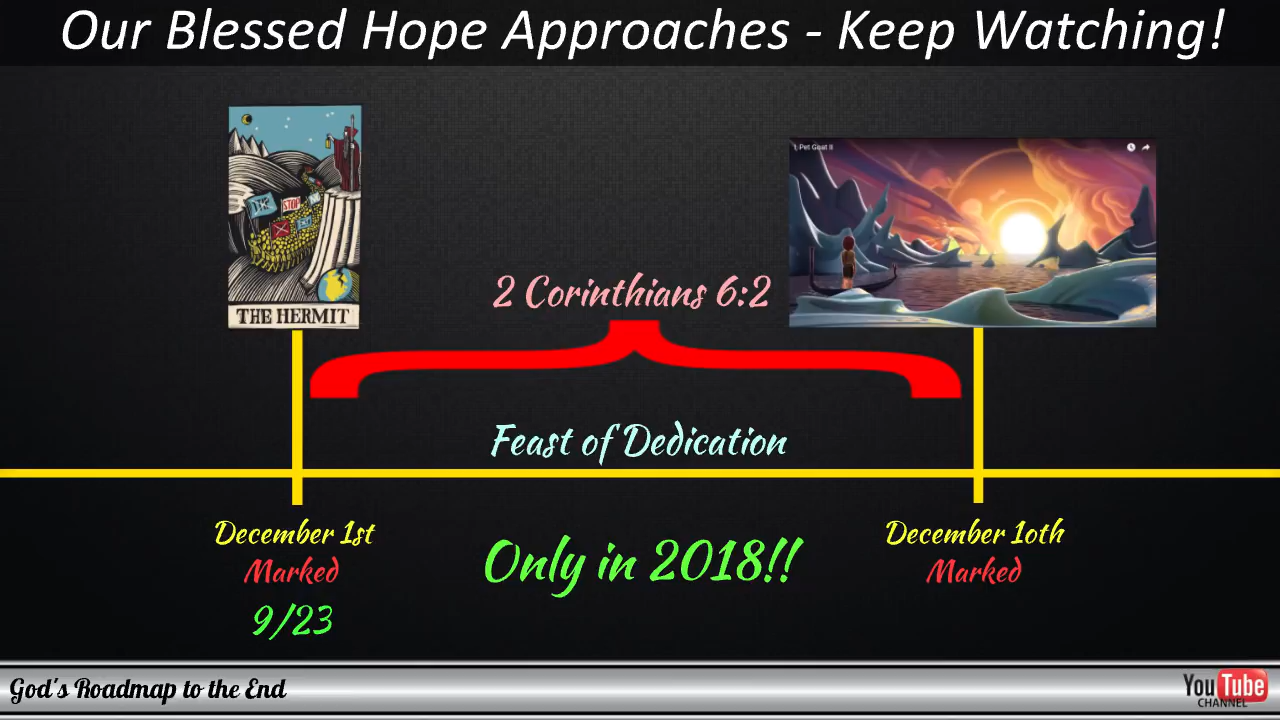 Our Blessed Hope Approaches - Keep Watching!
I, Pet Goat II
STOP
THE HERMIT
2 Corinthians 6:2
Feast of Dedication
December 1st
Marked
9/23
Only in 2018!!
December 10th
Marked
God's Roadmap to the End
YouTube
CHANNEL